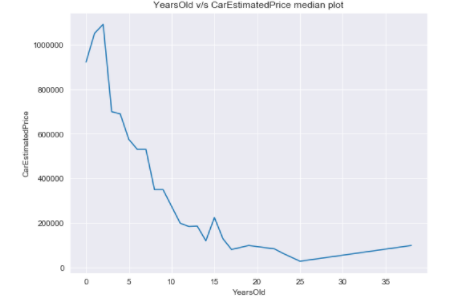 YearsOld v/s CarEstimatedPrice median plot
1000000
800000
600000
400000
200000
0
CarEstimatedPrice
0 5 10 15 20 25 30 35
YearsOld